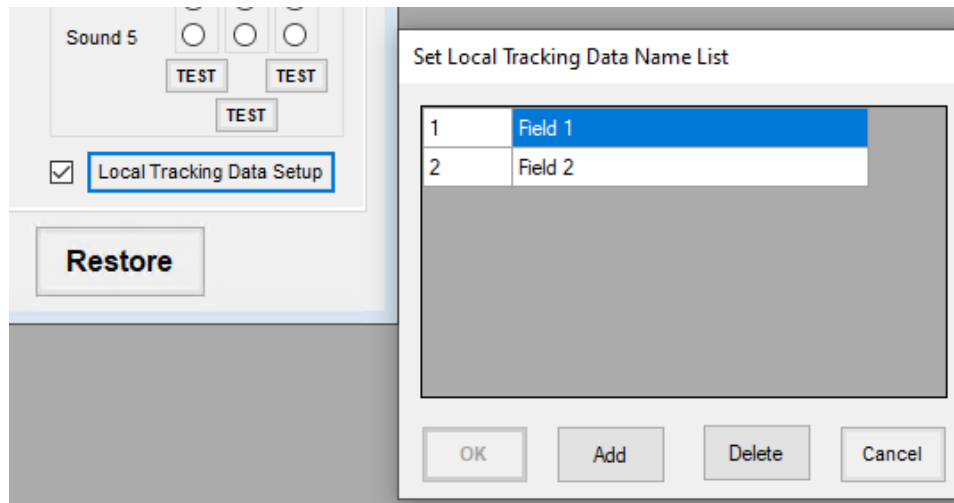 Sound 5
TEST TEST
TEST
Local Tracking Data Setup
Restore
Set Local Tracking Data Name List
1 Field 1
2 Field 2
OK Add Delete Cancel